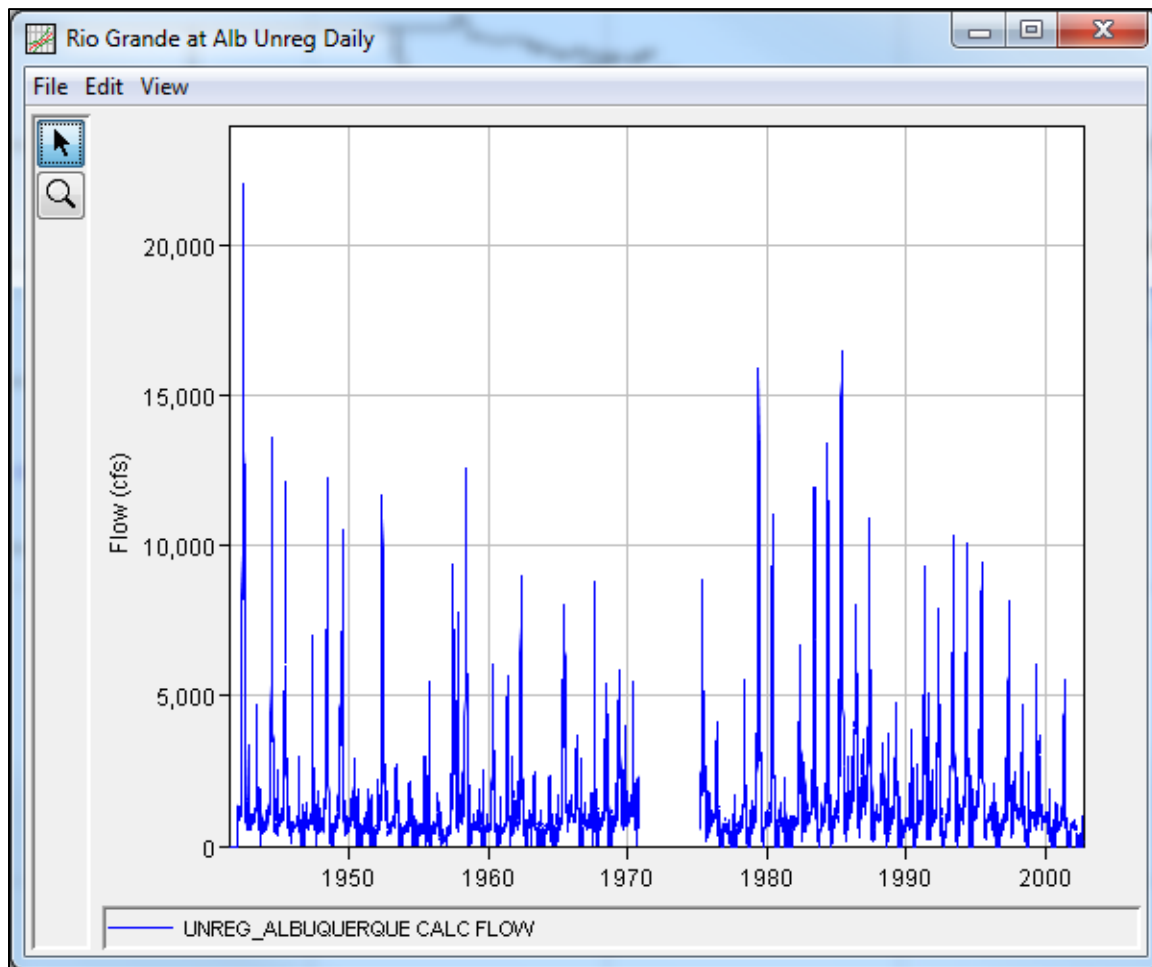 Rio Grande at Alb Unreg Daily
File Edit View
20,000
15,000
10,000
5,000
0
Flow (cfs)
1950 1960 1970 1980 1990 2000
UNREG_ALBUQUERQUE CALC FLOW